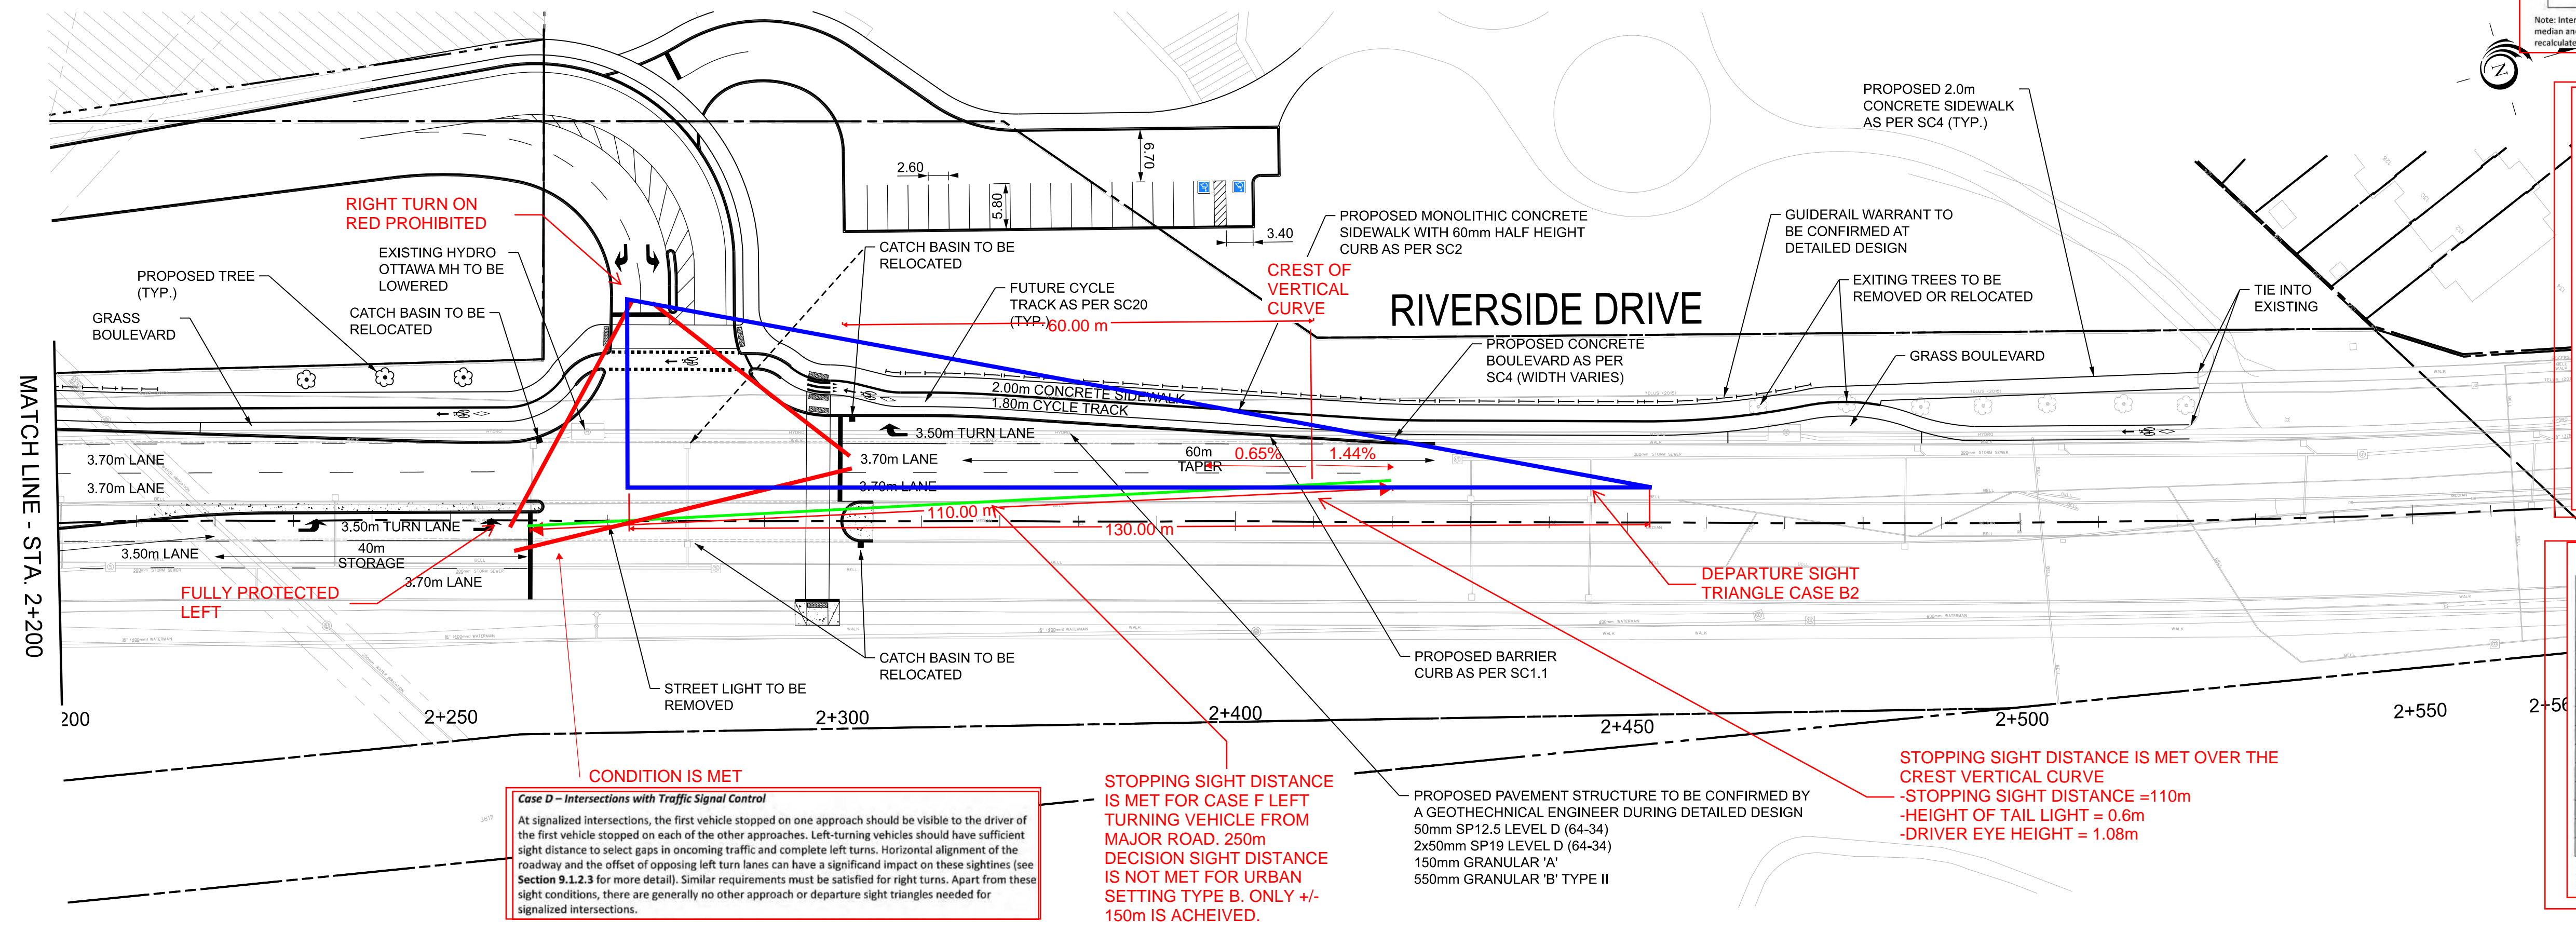 Note: Inter
median and
recalculate
N
PROPOSED 2.0m
CONCRETE SIDEWALK
AS PER SC4 (TYP.)
6.70
2.60
5.80
3.40
RIGHT TURN ON
RED PROHIBITED
EXISTING HYDRO
OTTAWA MH TO BE
LOWERED
PROPOSED TREE
(TYP.)
CATCH BASIN TO BE
RELOCATED
GRASS
BOULEVARD
CATCH BASIN TO BE
RELOCATED
FUTURE CYCLE
TRACK AS PER SC20
(TYP.)
60.00 m
PROPOSED MONOLITHIC CONCRETE
SIDEWALK WITH 60mm HALF HEIGHT
CURB AS PER SC2
CREST OF
VERTICAL
CURVE
RIVERSIDE DRIVE
GUIDERAIL WARRANT TO
BE CONFIRMED AT
DETAILED DESIGN
EXITING TREES TO BE
REMOVED OR RELOCATED
TIE INTO
EXISTING
PROPOSED CONCRETE
BOULEVARD AS PER
SC4 (WIDTH VARIES)
GRASS BOULEVARD
2.00m CONCRETE SIDEWALK
1.80m CYCLE TRACK
MATCH LINE - STA. 2+200
3.50m TURN LANE
3.70m LANE
3.70m LANE
3.70m LANE
3.70m LANE
60m
TAPER
0.65%
1.44%
110.00 m
130.00 m
3.50m TURN LANE
3.50m LANE
40m
STORAGE
3.70m LANE
FULLY PROTECTED
LEFT
DEPARTURE SIGHT
TRIANGLE CASE B2
CATCH BASIN TO BE
RELOCATED
STREET LIGHT TO BE
REMOVED
PROPOSED BARRIER
CURB AS PER SC1.1
200
2+250
2+300
2+400
2+450
2+500
2+550
2+56
CONDITION IS MET
Case D – Intersections with Traffic Signal Control
At signalized intersections, the first vehicle stopped on one approach should be visible to the driver of
the first vehicle stopped on each of the other approaches. Left-turning vehicles should have sufficient
sight distance to select gaps in oncoming traffic and complete left turns. Horizontal alignment of the
roadway and the offset of opposing left turn lanes can have a significand impact on these sightines (see
Section 9.1.2.3 for more detail). Similar requirements must be satisfied for right turns. Apart from these
sight conditions, there are generally no other approach or departure sight triangles needed for
signalized intersections.
STOPPING SIGHT DISTANCE
IS MET FOR CASE F LEFT
TURNING VEHICLE FROM
MAJOR ROAD. 250m
DECISION SIGHT DISTANCE
IS NOT MET FOR URBAN
SETTING TYPE B. ONLY +/-
150m IS ACHEIVED.
PROPOSED PAVEMENT STRUCTURE TO BE CONFIRMED BY
A GEOTECHNICAL ENGINEER DURING DETAILED DESIGN
50mm SP12.5 LEVEL D (64-34)
2x50mm SP19 LEVEL D (64-34)
150mm GRANULAR 'A'
550mm GRANULAR 'B' TYPE II
STOPPING SIGHT DISTANCE IS MET OVER THE
CREST VERTICAL CURVE
-STOPPING SIGHT DISTANCE =110m
-HEIGHT OF TAIL LIGHT = 0.6m
-DRIVER EYE HEIGHT = 1.08m